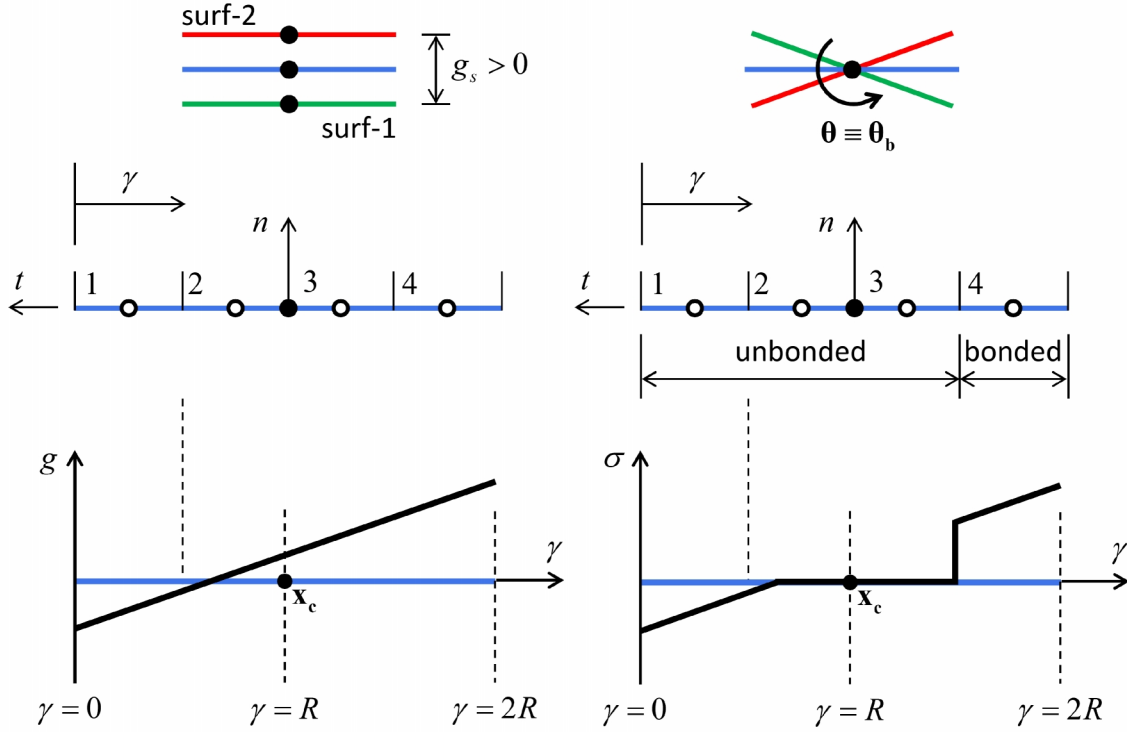 surf-2
gₛ > 0
surf-1
θ ≡ θ_b
γ
γ
n
n
t
1
2
3
4
t
1
2
3
4
unbonded
bonded
g
σ
γ
γ
x_c
x_c
γ = 0
γ = R
γ = 2R
γ = 0
γ = R
γ = 2R